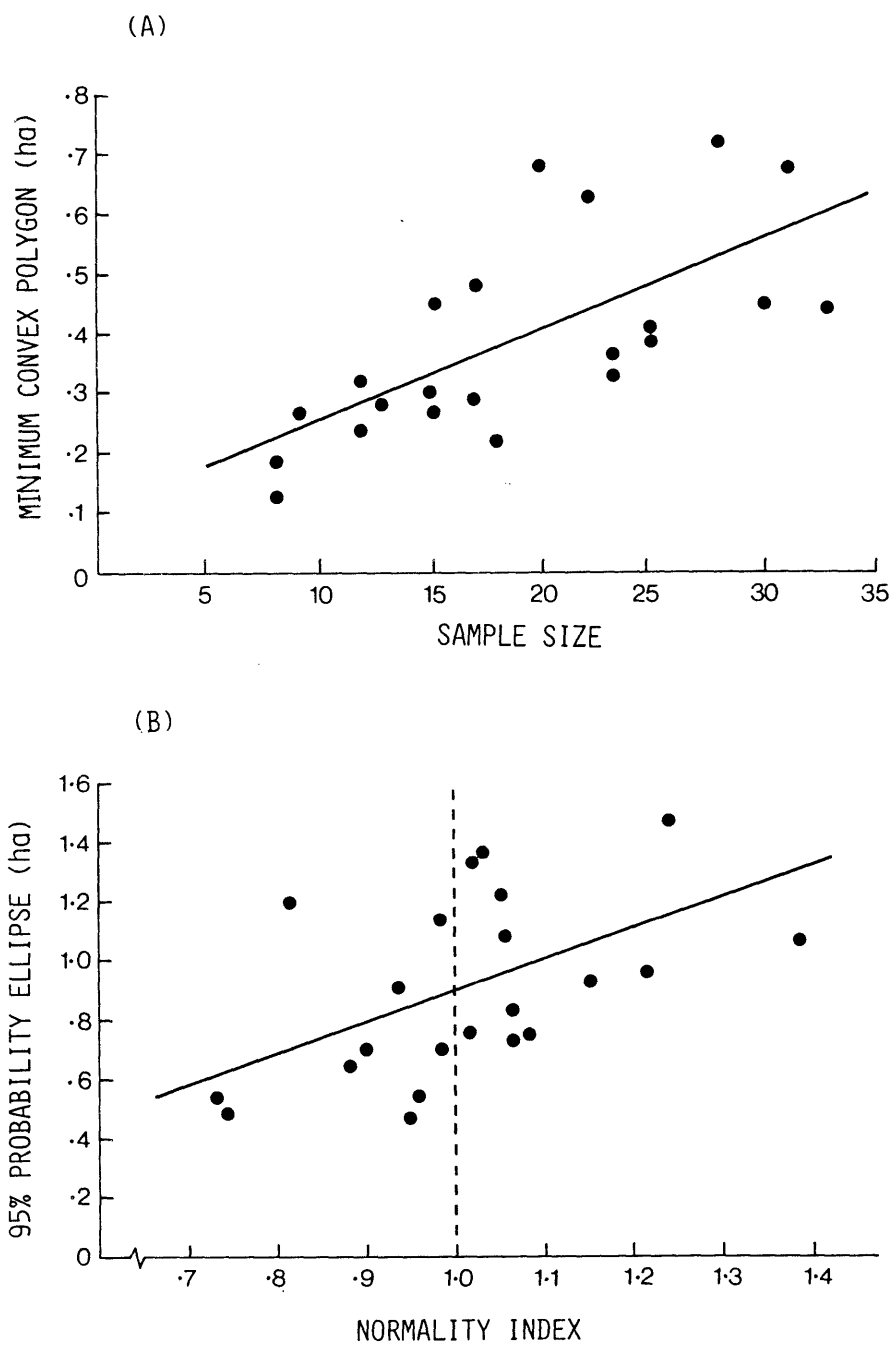 (A)
MINIMUM CONVEX POLYGON (ha)
·8
·7
·6
·5
·4
·3
·2
·1
0
5 10 15 20 25 30 35
SAMPLE SIZE
(B)
95% PROBABILITY ELLIPSE (ha)
1·6
1·4
1·2
1·0
·8
·6
·4
·2
0
·7 ·8 ·9 1·0 1·1 1·2 1·3 1·4
NORMALITY INDEX